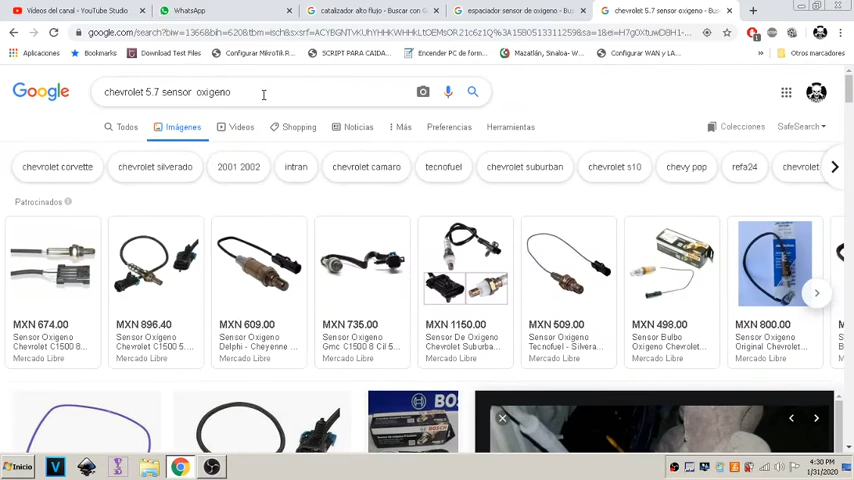 Vídeos del canal - YouTube Studio
WhatsApp
catalizador alto flujo - Buscar con G
espaciador sensor de oxigeno - Bus
chevrolet 5.7 sensor oxigeno - Bus
Aplicaciones
Bookmarks
Download Test Files
Configurar MikroTiK R...
SCRIPT PARA CAIDA...
Encender PC de form...
Mazatlán, Sinaloa-W...
Configurar WAN y LA...
Otros marcadores
Google
chevrolet 5.7 sensor oxigeno
Todos
Imágenes
Videos
Shopping
Noticias
Más
Preferencias
Herramientas
Colecciones
SafeSearch
chevrolet corvette
chevrolet silverado
2001 2002
intran
chevrolet camaro
tecnofuel
chevrolet suburban
chevrolet s10
chevy pop
refa24
chevrolet
Patrocinados
MXN 674.00
Sensor Oxigeno
Chevrolet C1500 8...
Mercado Libre
MXN 896.40
Sensor Oxigeno
Chevrolet C1500 5....
Mercado Libre
MXN 609.00
Sensor Oxigeno
Delphi - Cheyenne ...
Mercado Libre
MXN 735.00
Sensor Oxigeno
Gmc C1500 8 Cil 5...
Mercado Libre
MXN 1150.00
Sensor De Oxigeno
Chevrolet Suburba...
Mercado Libre
MXN 509.00
Sensor Oxigeno
Tecnofuel - Silvera...
Mercado Libre
MXN 498.00
Sensor Bulbo
Oxigeno Chevrolet...
Mercado Libre
MXN 800.00
Sensor Oxigeno
Original Chevrolet ...
Mercado Libre
BOSCH
Inicio
4:30 PM
1/31/2020